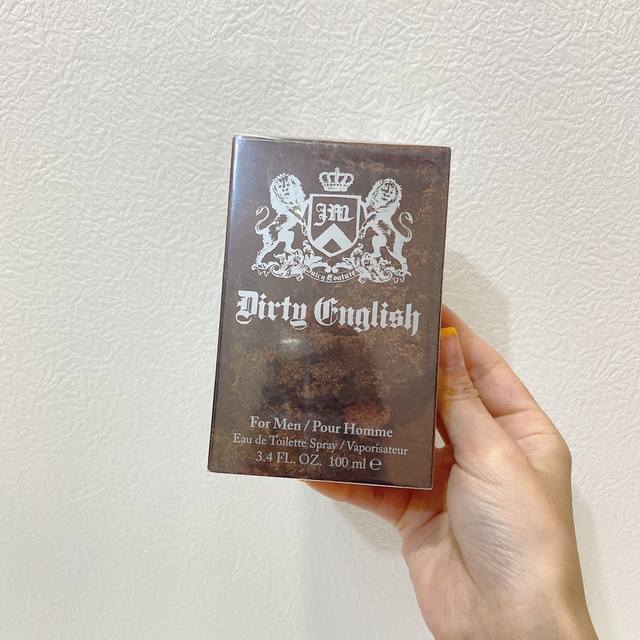 JM
Juicy Couture
Dirty English
For Men / Pour Homme
Eau de Toilette Spray / Vaporisateur
3.4 FL. OZ. 100 ml ℮